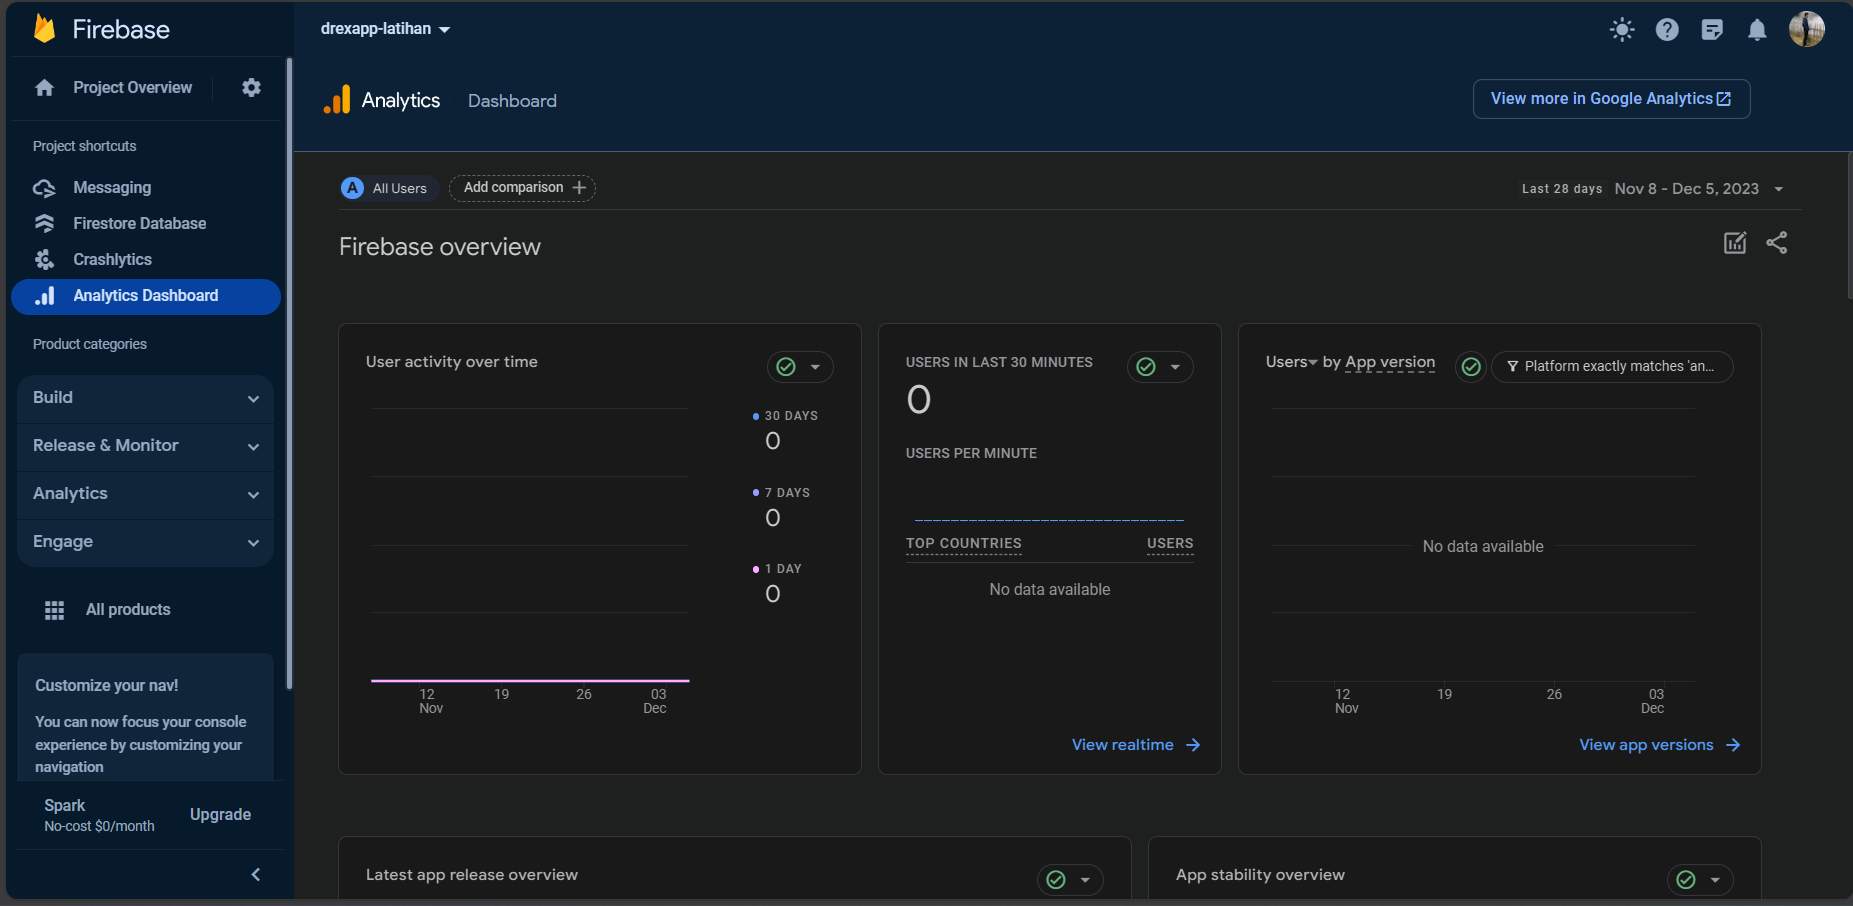 Firebase
drexapp-latihan
Project Overview
Analytics
Dashboard
View more in Google Analytics
Project shortcuts
Messaging
Firestore Database
Crashlytics
Analytics Dashboard
Product categories
Build
Release & Monitor
Analytics
Engage
All products
Customize your nav!
You can now focus your console
experience by customizing your
navigation
Spark
No-cost $0/month
Upgrade
A All Users
Add comparison
Last 28 days Nov 8 - Dec 5, 2023
Firebase overview
User activity over time
30 DAYS
0
7 DAYS
0
1 DAY
0
12 19 26 03
Nov Dec
USERS IN LAST 30 MINUTES
0
USERS PER MINUTE
TOP COUNTRIES USERS
No data available
View realtime
Users by App version
Platform exactly matches 'an...
No data available
12 19 26 03
Nov Dec
View app versions
Latest app release overview
App stability overview